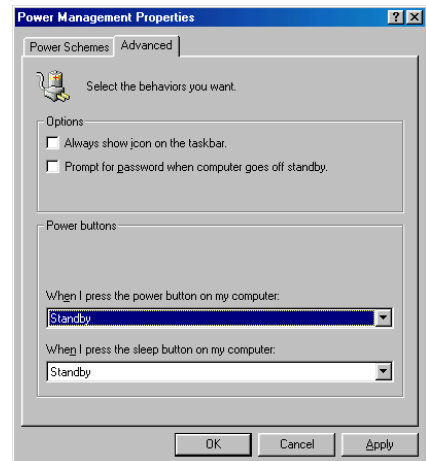 Power Management Properties
Power Schemes Advanced
Select the behaviors you want.
Options
Always show icon on the taskbar.
Prompt for password when computer goes off standby.
Power buttons
When I press the power button on my computer:
Standby
When I press the sleep button on my computer:
Standby
OK Cancel Apply